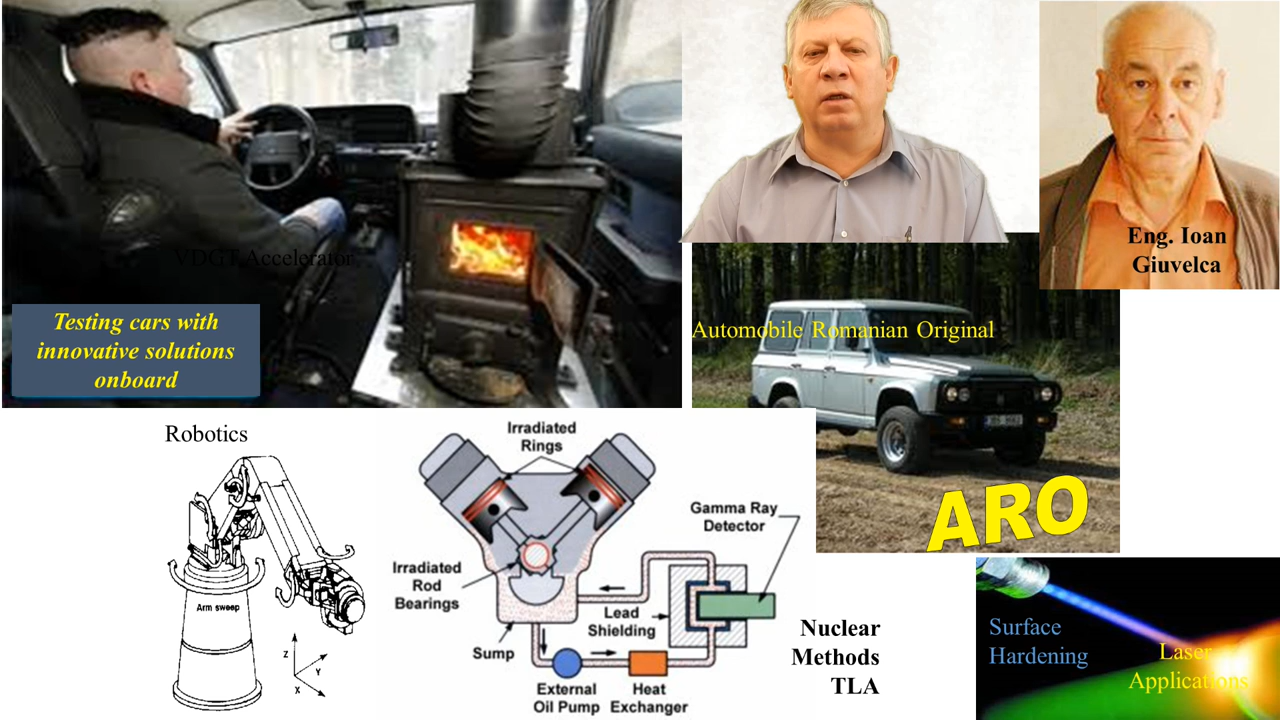 VDGT Accelerator
Testing cars with
innovative solutions
onboard
Eng. Ioan
Giuvelca
Automobile Romanian Original
ARO
Robotics
Arm sweep
Z
Y
X
Irradiated
Rings
Gamma Ray
Detector
Irradiated
Rod
Bearings
Lead
Shielding
Sump
External
Oil Pump
Heat
Exchanger
Nuclear
Methods
TLA
Surface
Hardening
Laser
Applications